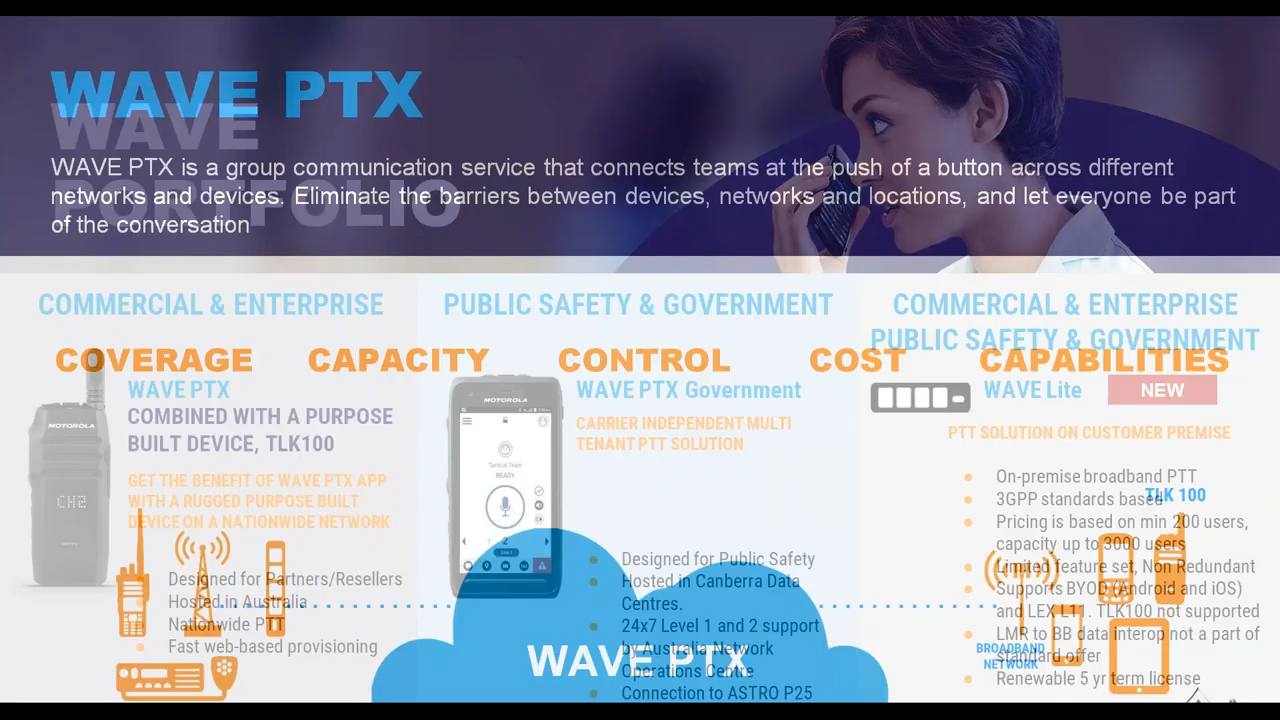 WAVE PTX
WAVE
PORTFOLIO
WAVE PTX is a group communication service that connects teams at the push of a button across different
networks and devices. Eliminate the barriers between devices, networks and locations, and let everyone be part
of the conversation
COMMERCIAL & ENTERPRISE
PUBLIC SAFETY & GOVERNMENT
COMMERCIAL & ENTERPRISE
PUBLIC SAFETY & GOVERNMENT
COVERAGE
CAPACITY
CONTROL
COST
CAPABILITIES
WAVE PTX
COMBINED WITH A PURPOSE
BUILT DEVICE, TLK100
GET THE BENEFIT OF WAVE PTX APP
WITH A RUGGED PURPOSE BUILT
DEVICE ON A NATIONWIDE NETWORK
Designed for Partners/Resellers
Hosted in Australia
Nationwide PTT
Fast web-based provisioning
MOTOROLA
CH2
MOTOROLA
Tactical Team
READY
WAVE PTX Government
CARRIER INDEPENDENT MULTI
TENANT PTT SOLUTION
Designed for Public Safety
Hosted in Canberra Data
Centres.
24x7 Level 1 and 2 support
by Australia Network
Operations Centre
Connection to ASTRO P25
WAVE PTX
WAVE Lite
NEW
PTT SOLUTION ON CUSTOMER PREMISE
On-premise broadband PTT
3GPP standards based
TLK 100
Pricing is based on min 200 users,
capacity up to 3000 users
Limited feature set, Non Redundant
Supports BYOD (Android and iOS)
and LEX L11. TLK100 not supported
LMR to BB data interop not a part of
standard offer
Renewable 5 yr term license
BROADBAND
NETWORK